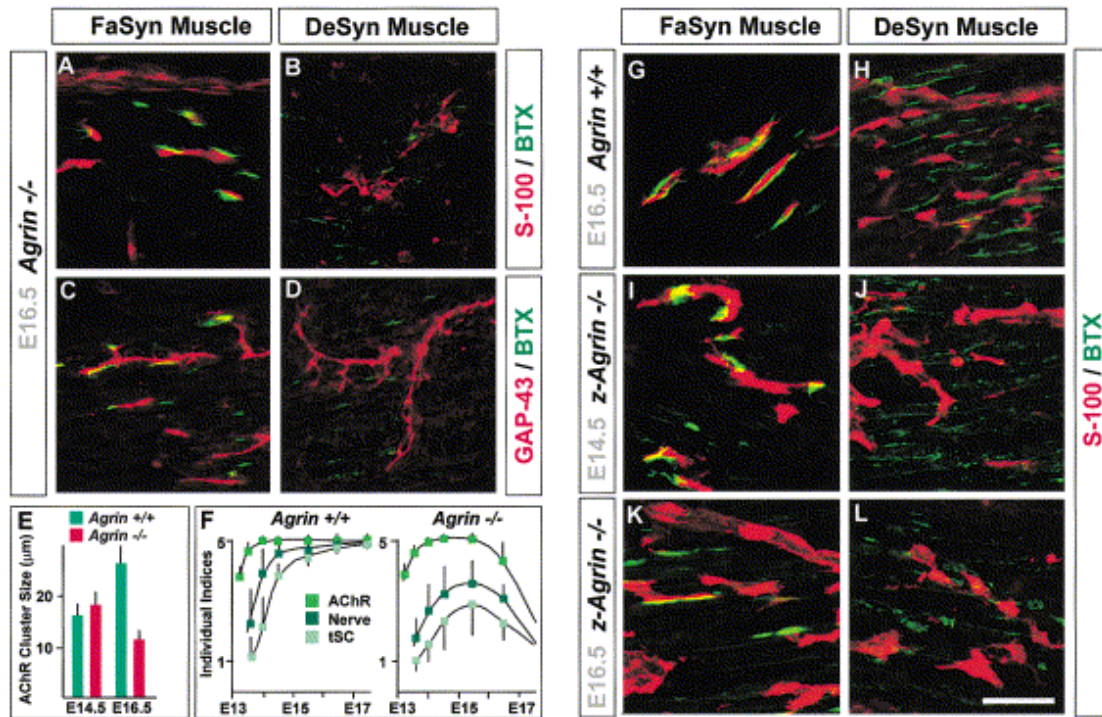 FaSyn Muscle
DeSyn Muscle
A
B
E16.5 Agrin -/-
S-100 / BTX
C
D
GAP-43 / BTX
E
Agrin +/+
Agrin -/-
AChR Cluster Size (μm)
20
10
E14.5 E16.5
F
Agrin +/+
Agrin -/-
Individual Indices
5
1
AChR
Nerve
tSC
5
1
E13 E15 E17
E13 E15 E17
FaSyn Muscle
DeSyn Muscle
G
H
E16.5 Agrin +/+
I
J
E14.5 z-Agrin -/-
S-100 / BTX
K
L
E16.5 z-Agrin -/-